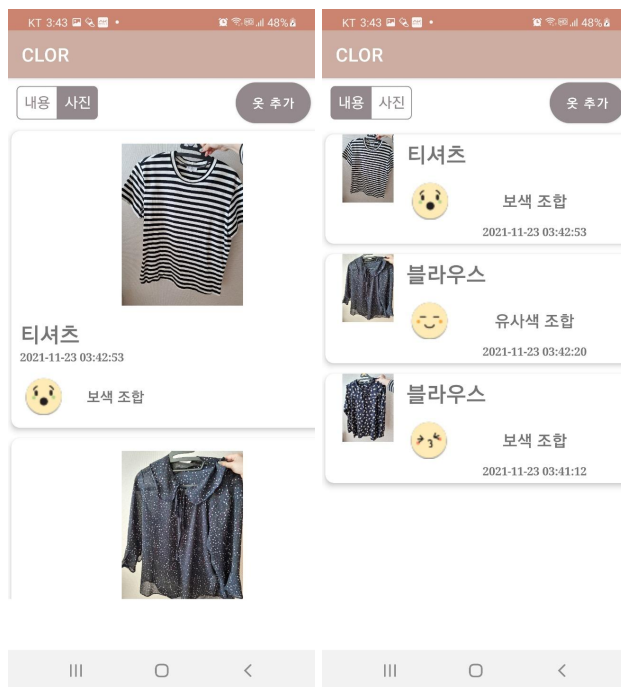 KT 3:43
48%
CLOR
내용 사진
옷 추가
티셔츠
2021-11-23 03:42:53
보색 조합
KT 3:43
48%
CLOR
내용 사진
옷 추가
티셔츠
보색 조합
2021-11-23 03:42:53
블라우스
유사색 조합
2021-11-23 03:42:20
블라우스
보색 조합
2021-11-23 03:41:12